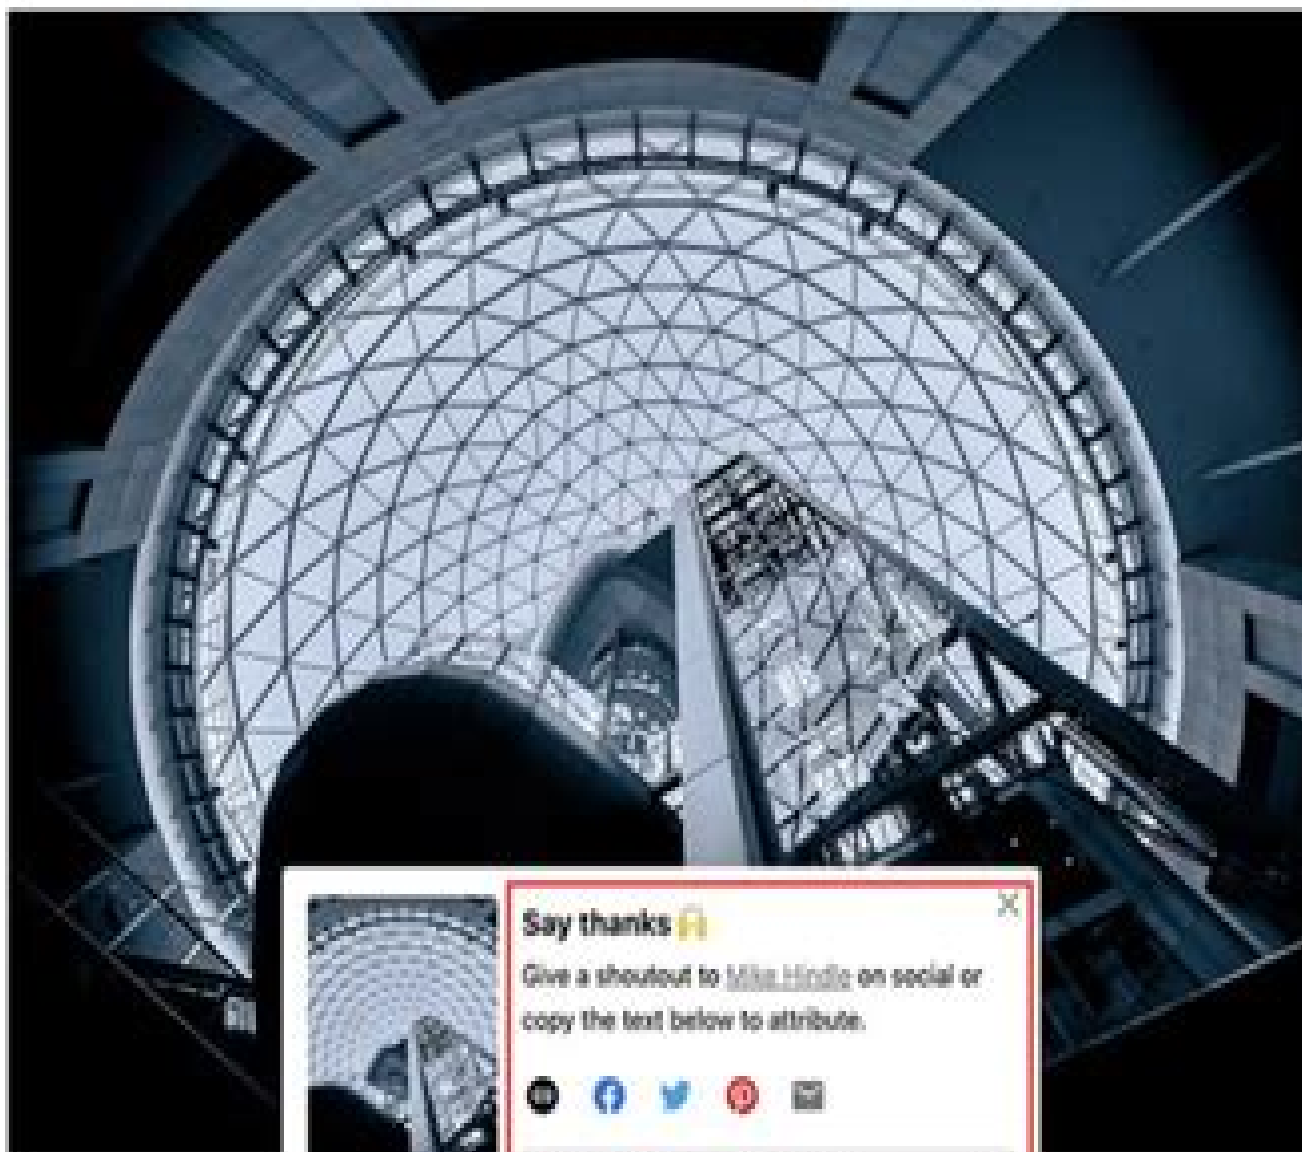 Say thanks 🙌
Give a shoutout to Mike Hindle on social or
copy the text below to attribute.